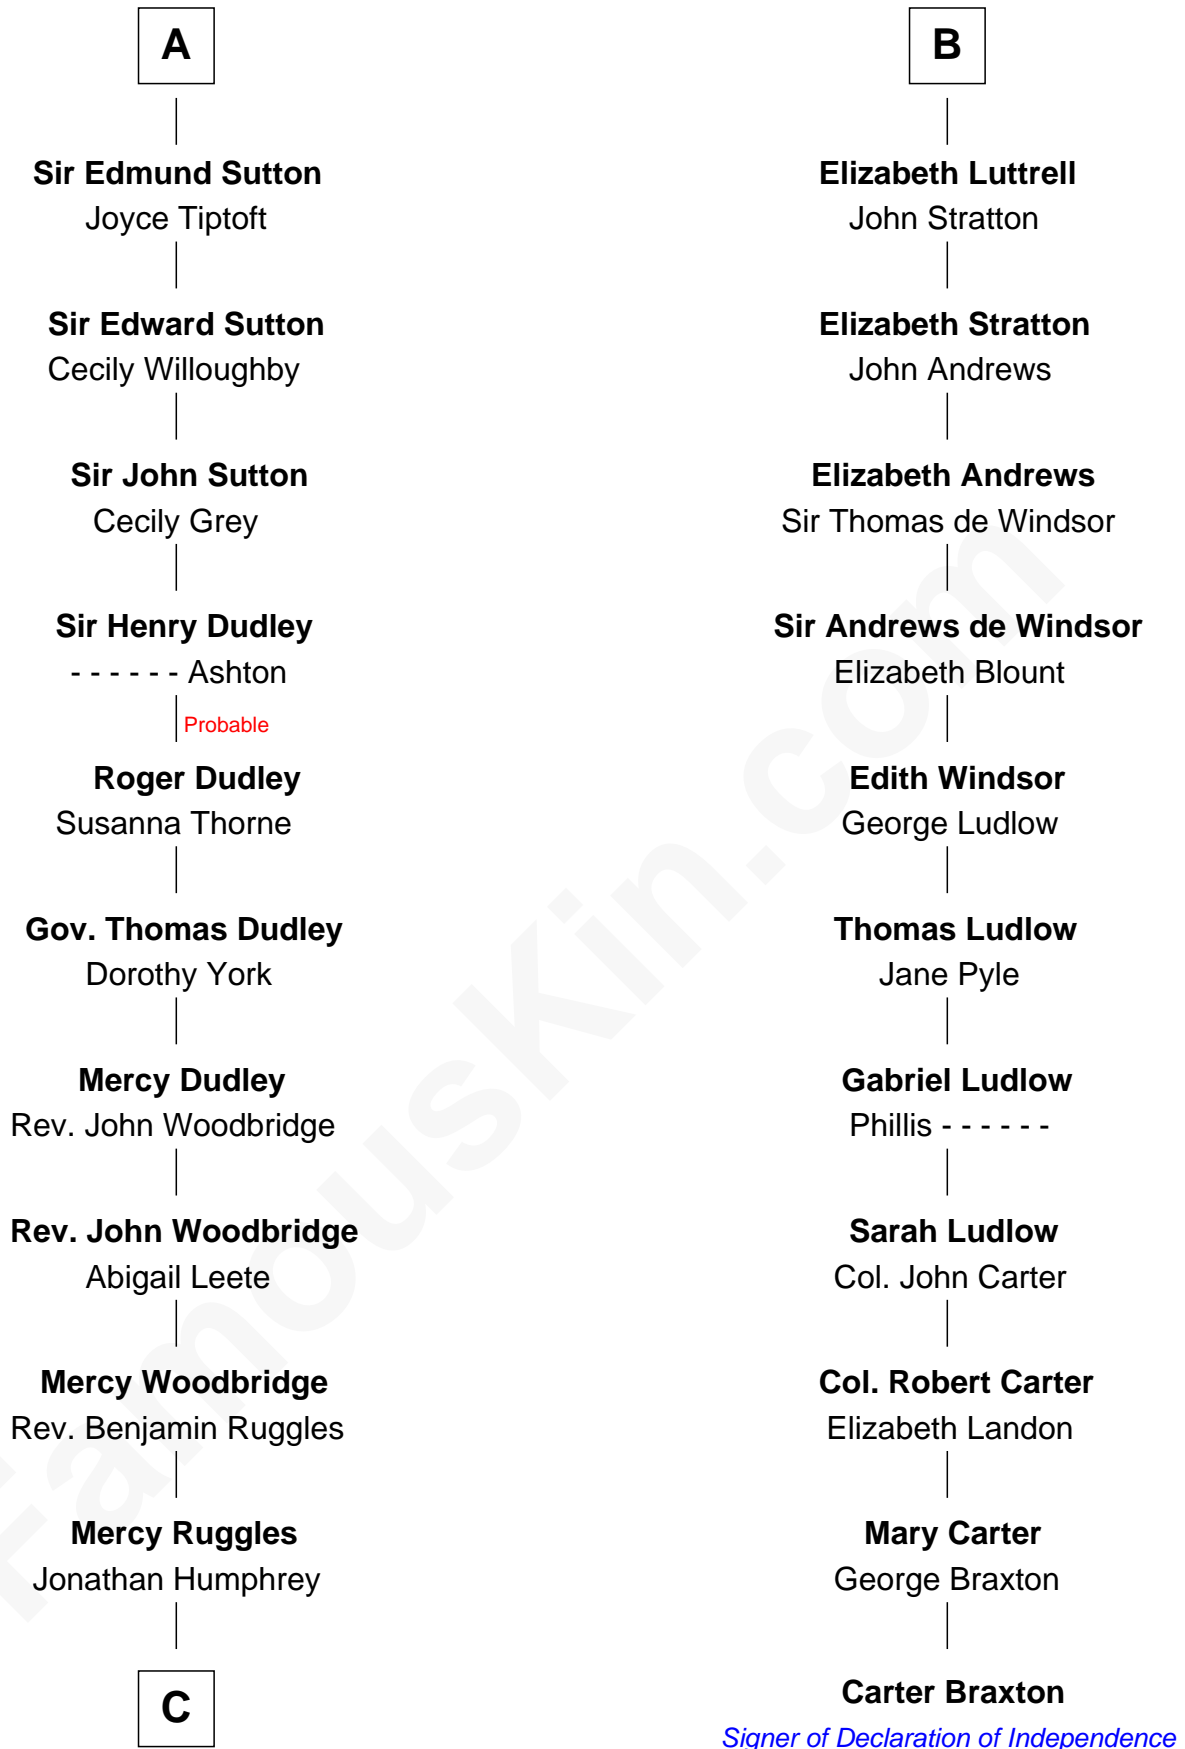 A
Sir Edmund Sutton
Joyce Tiptoft
Sir Edward Sutton
Cecily Willoughby
Sir John Sutton
Cecily Grey
Sir Henry Dudley
- - - - - - Ashton
Probable
Roger Dudley
Susanna Thorne
Gov. Thomas Dudley
Dorothy York
Mercy Dudley
Rev. John Woodbridge
Rev. John Woodbridge
Abigail Leete
Mercy Woodbridge
Rev. Benjamin Ruggles
Mercy Ruggles
Jonathan Humphrey
C
B
Elizabeth Luttrell
John Stratton
Elizabeth Stratton
John Andrews
Elizabeth Andrews
Sir Thomas de Windsor
Sir Andrews de Windsor
Elizabeth Blount
Edith Windsor
George Ludlow
Thomas Ludlow
Jane Pyle
Gabriel Ludlow
Phillis - - - - - -
Sarah Ludlow
Col. John Carter
Col. Robert Carter
Elizabeth Landon
Mary Carter
George Braxton
Carter Braxton
Signer of Declaration of Independence
FamousKin.com